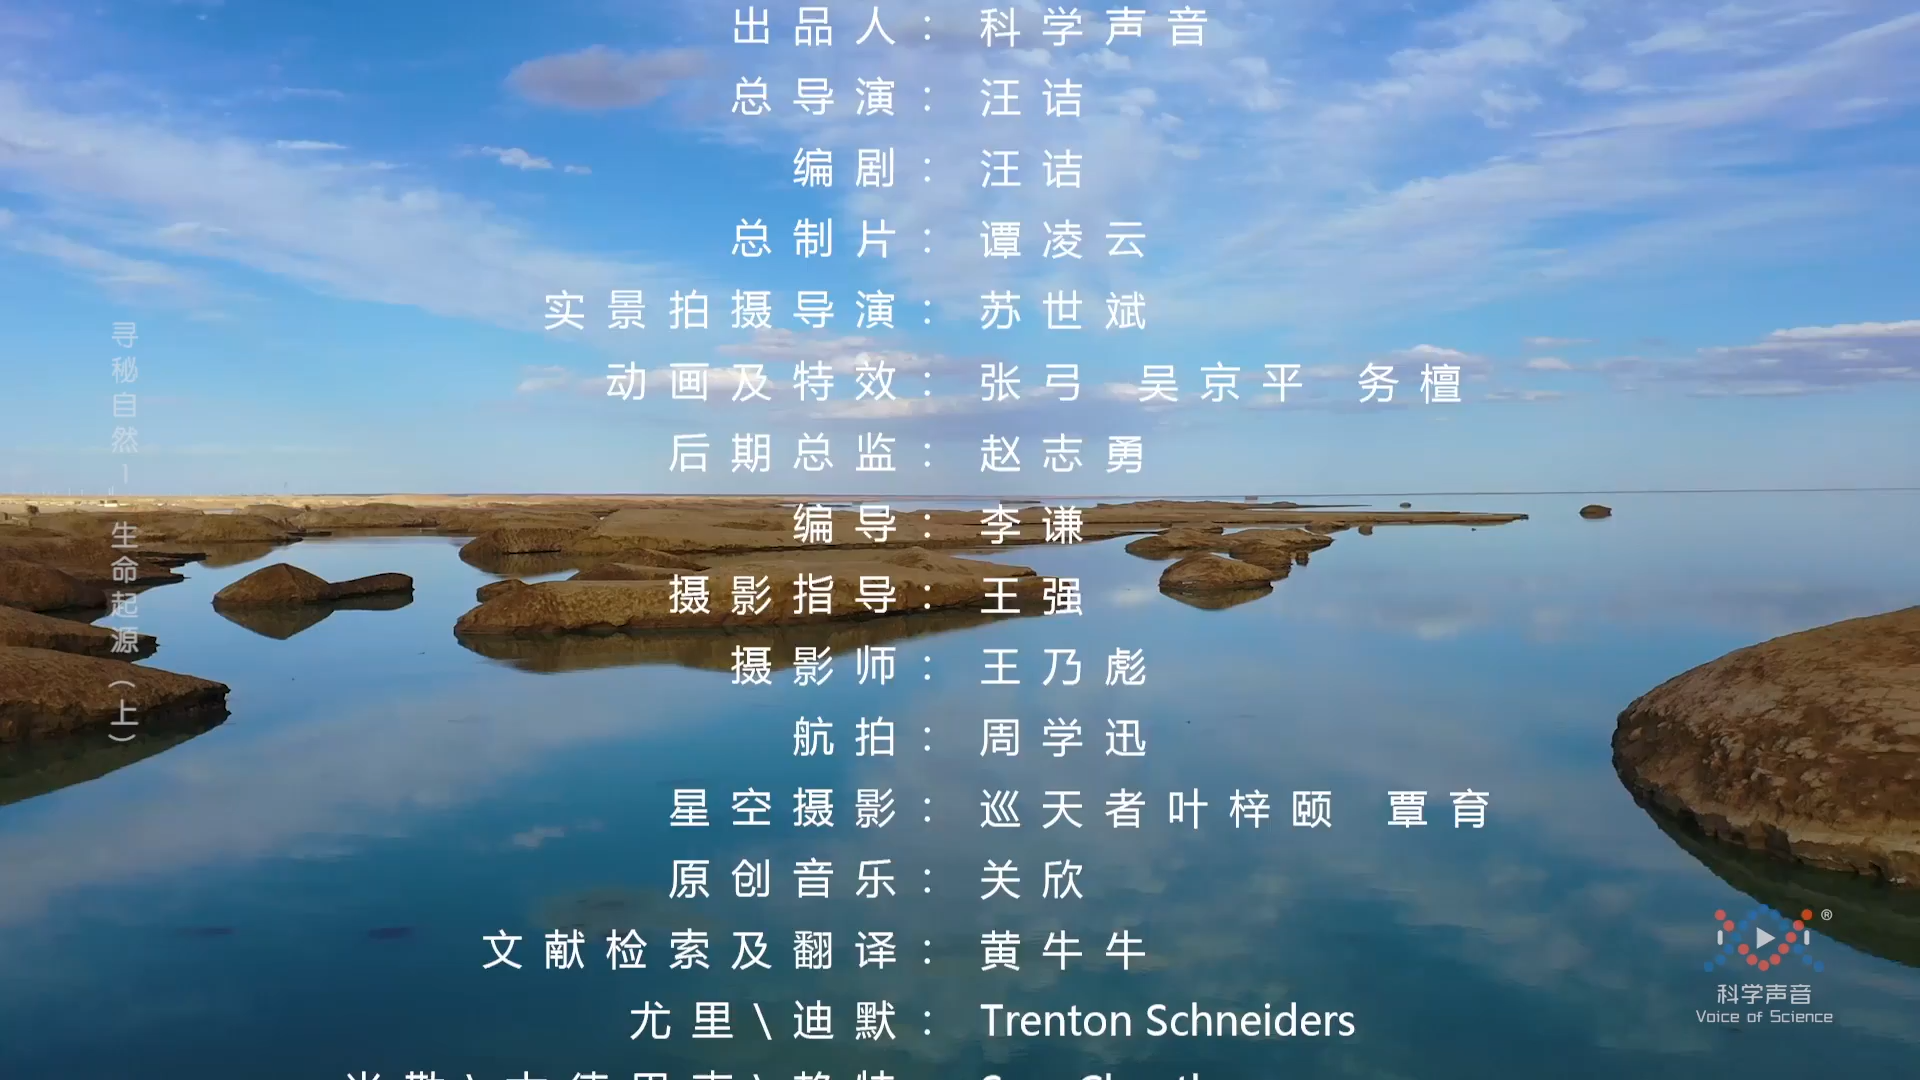 出品人： 科学声音
总导演： 汪诘
编剧： 汪诘
总制片： 谭凌云
实景拍摄导演： 苏世斌
动画及特效： 张弓 吴京平 务檀
后期总监： 赵志勇
编导： 李谦
摄影指导： 王强
摄影师： 王乃彪
航拍： 周学迅
星空摄影： 巡天者叶梓颐 覃育
原创音乐： 关欣
文献检索及翻译： 黄牛牛
尤里\迪默： Trenton Schneiders
寻秘自然-生命起源（上）
科学声音
Voice of Science
®